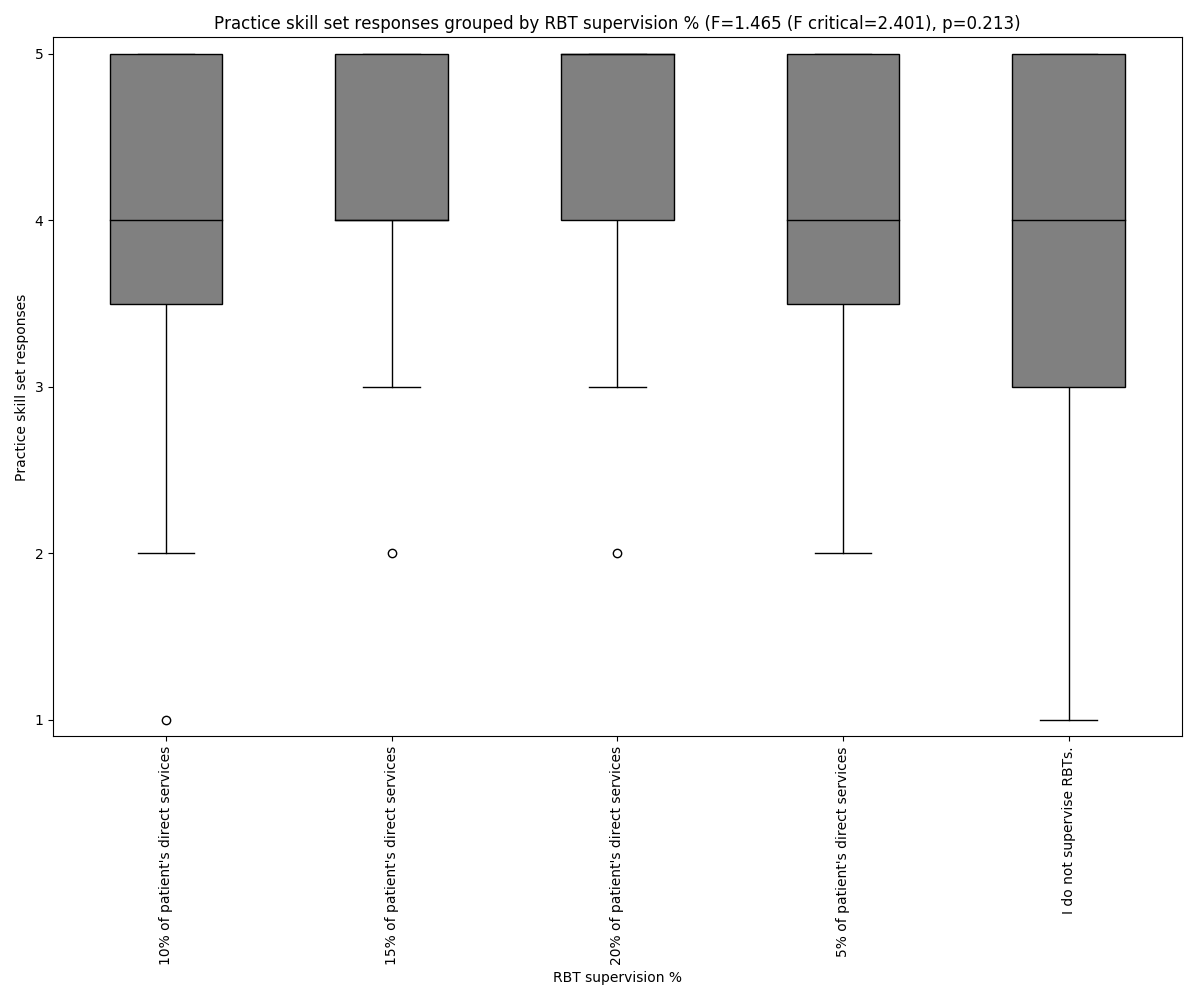 Practice skill set responses grouped by RBT supervision % (F=1.465 (F critical=2.401), p=0.213)
Practice skill set responses
5
4
3
2
1
10% of patient's direct services
15% of patient's direct services
20% of patient's direct services
5% of patient's direct services
I do not supervise RBTs.
RBT supervision %